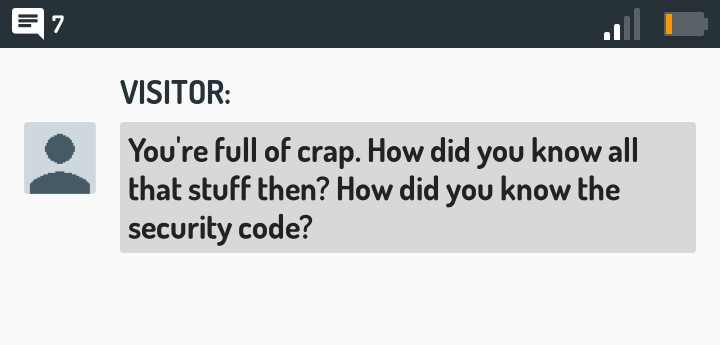 7
VISITOR:
You're full of crap. How did you know all
that stuff then? How did you know the
security code?